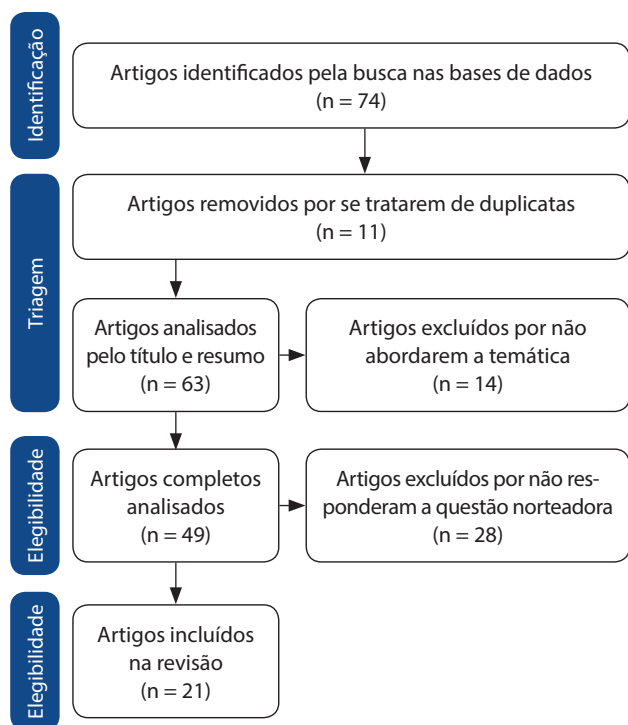 Identificação
Artigos identificados pela busca nas bases de dados
(n = 74)
Triagem
Artigos removidos por se tratarem de duplicatas
(n = 11)
Artigos analisados
pelo título e resumo
(n = 63)
Artigos excluídos por não
abordarem a temática
(n = 14)
Elegibilidade
Artigos completos
analisados
(n = 49)
Artigos excluídos por não res-
ponderam a questão norteadora
(n = 28)
Elegibilidade
Artigos incluídos
na revisão
(n = 21)